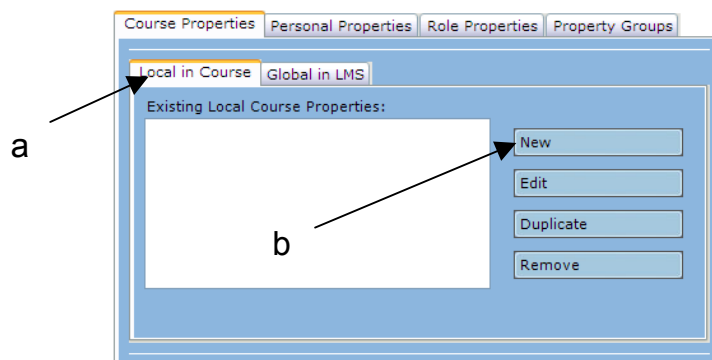 Course Properties Personal Properties Role Properties Property Groups
Local in Course Global in LMS
Existing Local Course Properties:
a
New
Edit
b
Duplicate
Remove